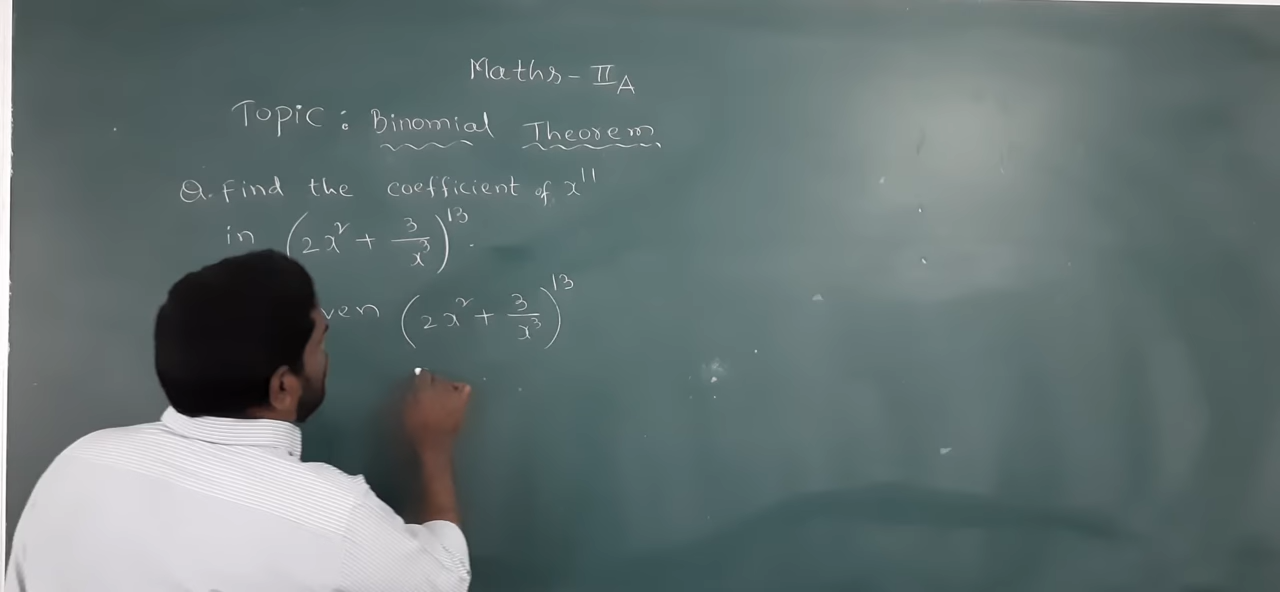 Maths - II A
Topic : Binomial Theorem
Q. Find the coefficient of x^11
in (2x^2 + 3/x^3)^13.
(2x^2 + 3/x^3)^13